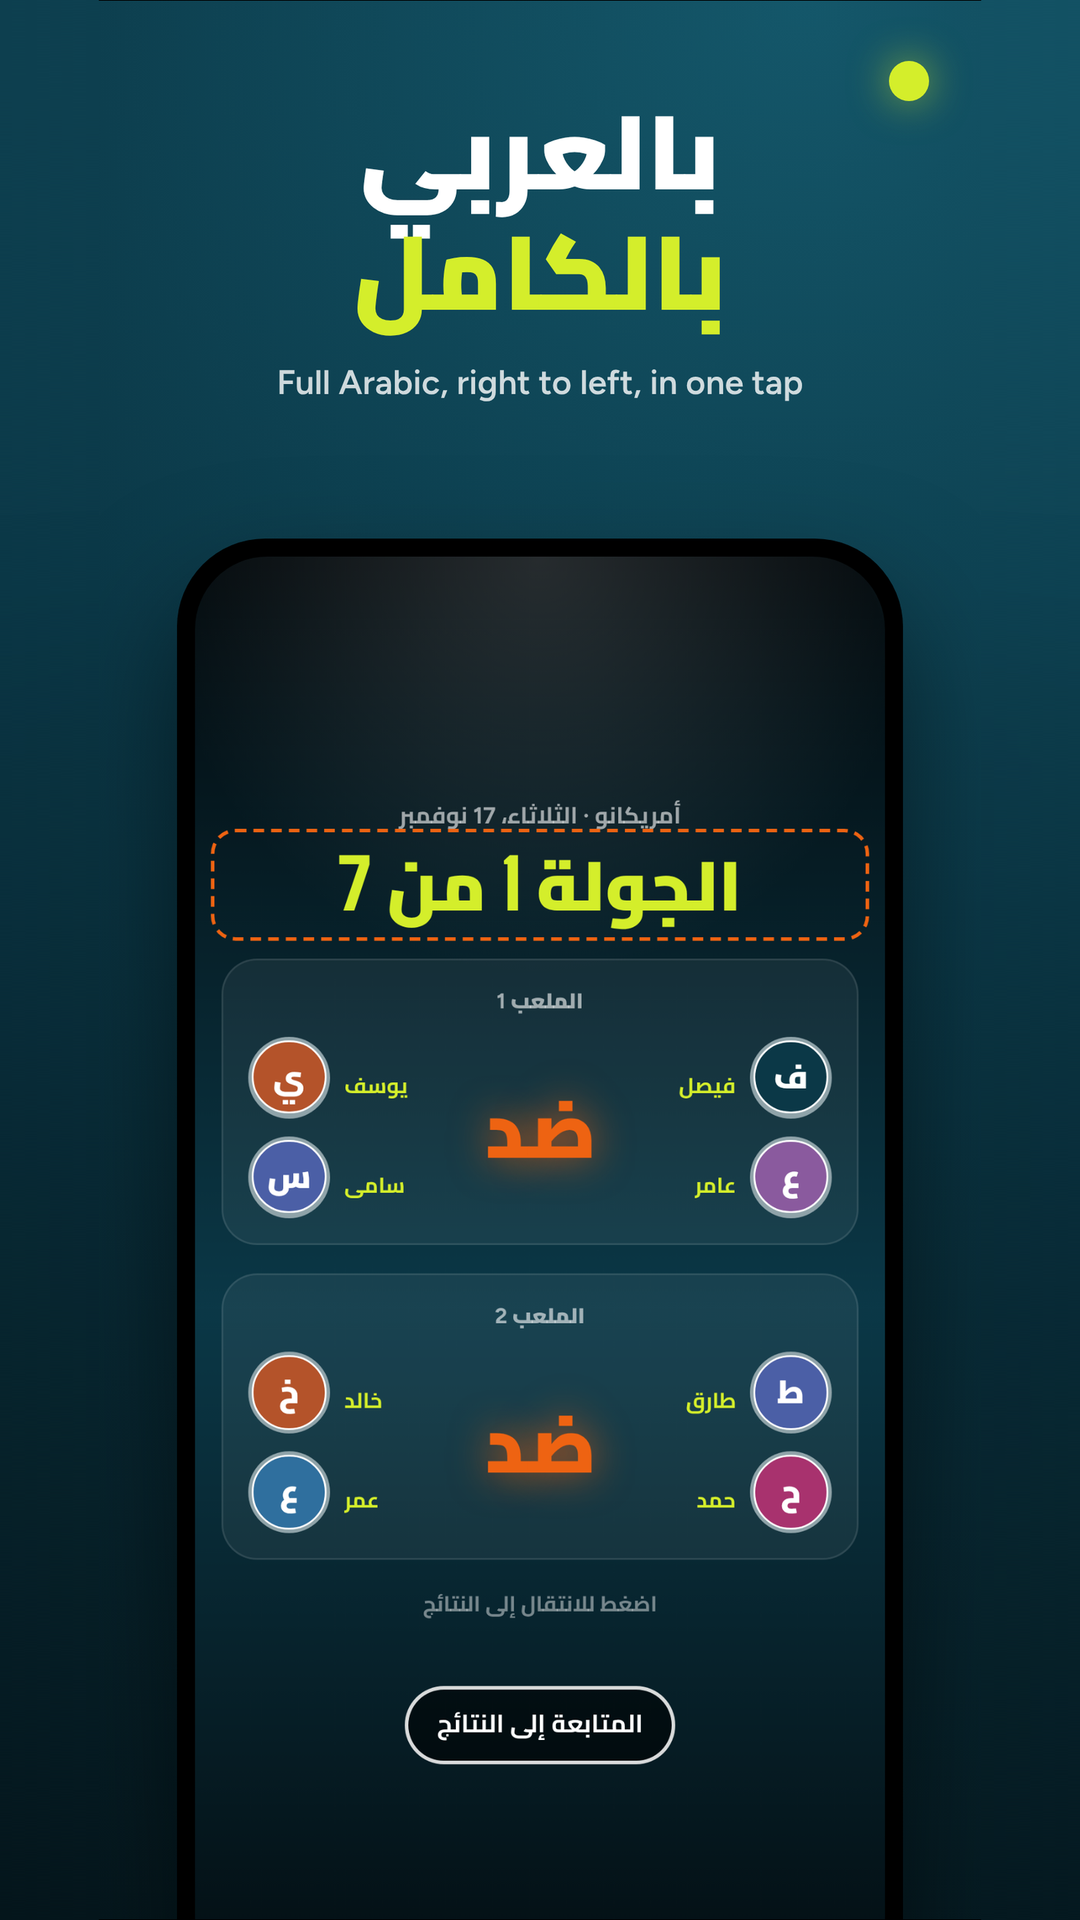 بالعربي
بالكامل
Full Arabic, right to left, in one tap
أمريكانو · الثلاثاء، 17 نوفمبر
الجولة 1 من 7
الملعب 1
ف فيصل
يوسف ي
ضد
ع عامر
سامى س
الملعب 2
ط طارق
خالد خ
ضد
ح حمد
عمر ع
اضغط للانتقال إلى النتائج
المتابعة إلى النتائج